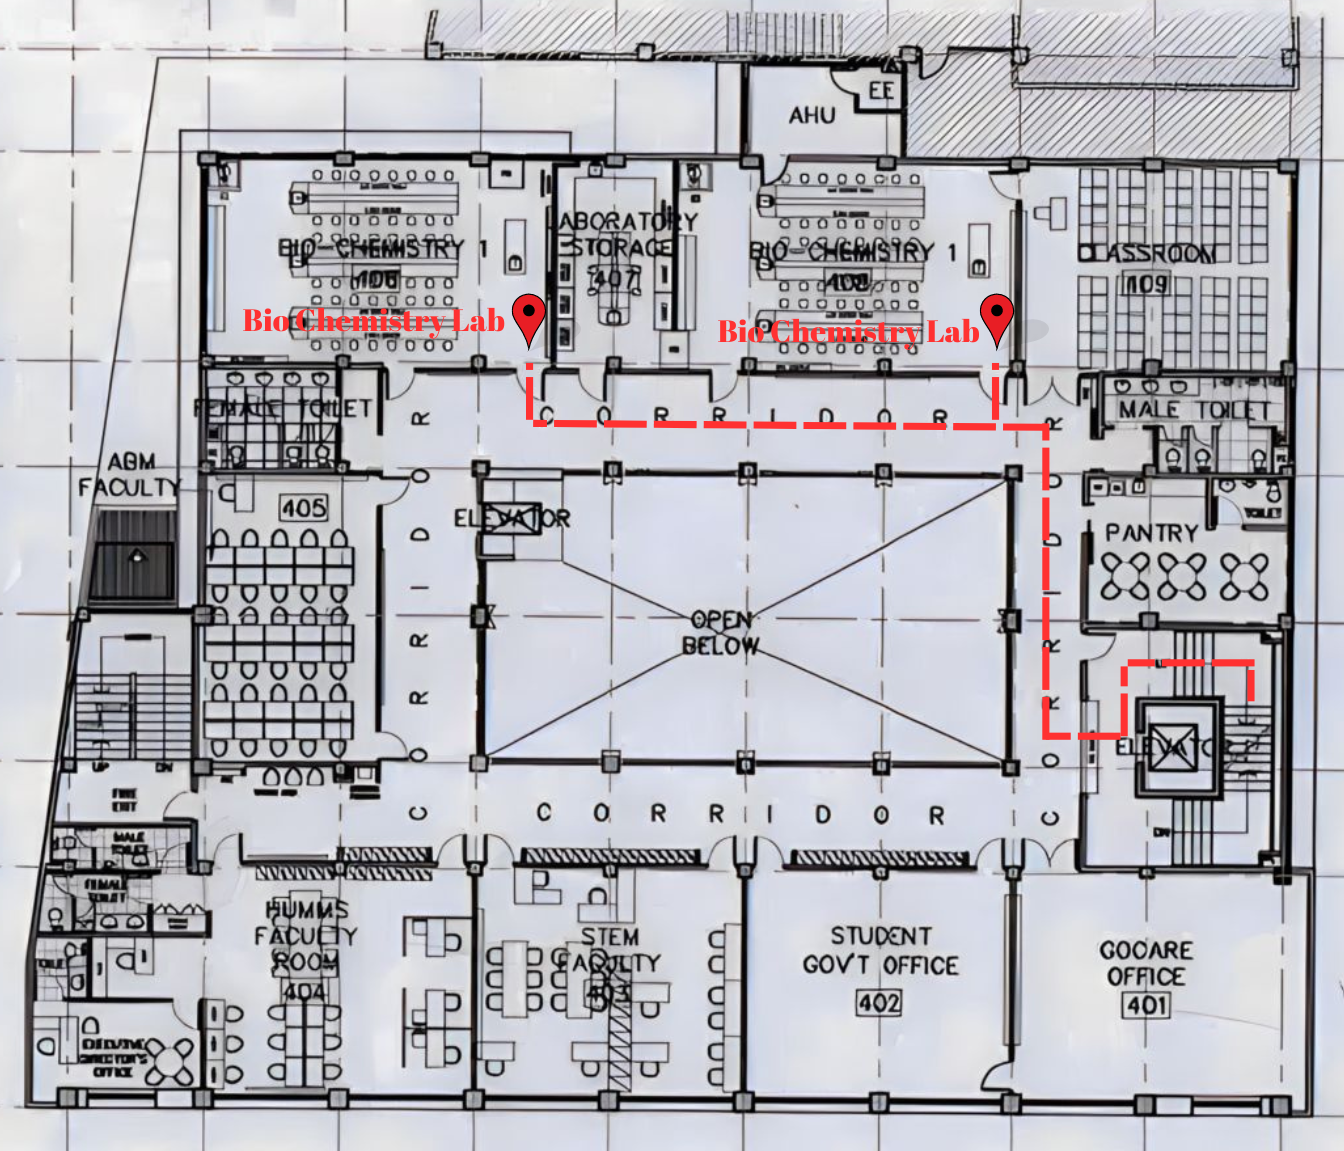 EE
AHU
BIO-CHEMISTRY 1
406
LABORATORY
STORAGE
407
BIO-CHEMISTRY 1
408
CLASSROOM
409
Bio Chemistry Lab
Bio Chemistry Lab
FEMALE TOILET
CORRIDOR
MALE TOILET
ABM
FACULTY
405
ELEVATOR
CORRIDOR
CORRIDOR
PANTRY
TOILET
OPEN
BELOW
ELEVATOR
UP
DN
FIRE
EXIT
CORRIDOR
DN
MALE
TOILET
FEMALE
TOILET
HUMMS
FACULTY
ROOM
404
STEM
FACULTY
403
STUDENT
GOV'T OFFICE
402
GOCARE
OFFICE
401
TOILET
EXECUTIVE
DIRECTOR'S
OFFICE